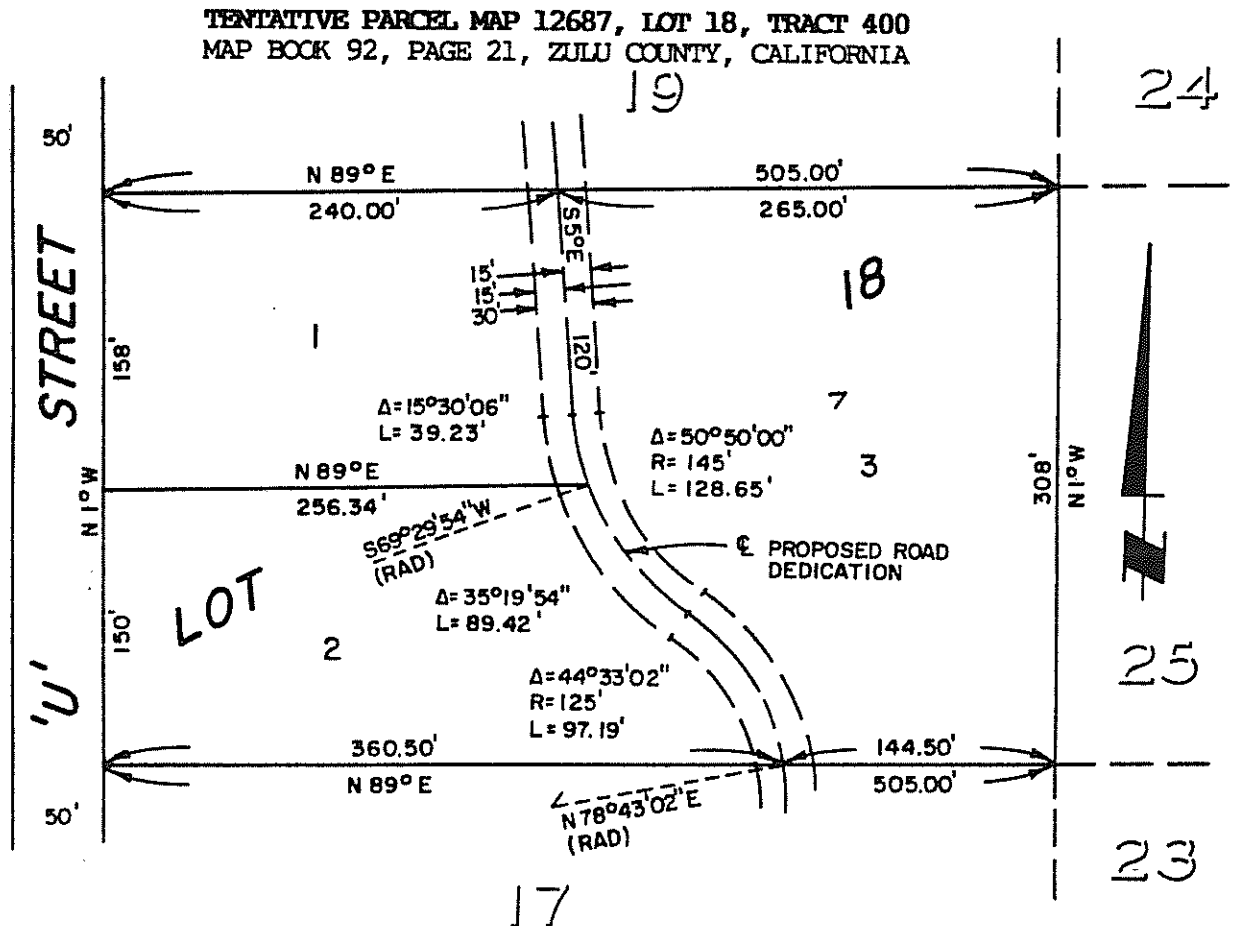 TENTATIVE PARCEL MAP 12687, LOT 18, TRACT 400
MAP BOOK 92, PAGE 21, ZULU COUNTY, CALIFORNIA
19
24
50'
N 89° E
505.00'
240.00'
265.00'
S 5° E
15'
15'
30'
18
STREET
158'
1
120'
7
Δ=15°30'06"
L= 39.23'
Δ=50°50'00"
R= 145'
L= 128.65'
3
308'
N 1° W
N 89° E
256.34'
N 1° W
S69°29'54"W
(RAD)
℄ PROPOSED ROAD
DEDICATION
N
LOT
Δ=35°19'54"
L= 89.42'
150'
2
25
'U'
Δ=44°33'02"
R= 125'
L= 97.19'
360.50'
144.50'
N 89° E
505.00'
50'
N 78°43'02"E
(RAD)
23
17